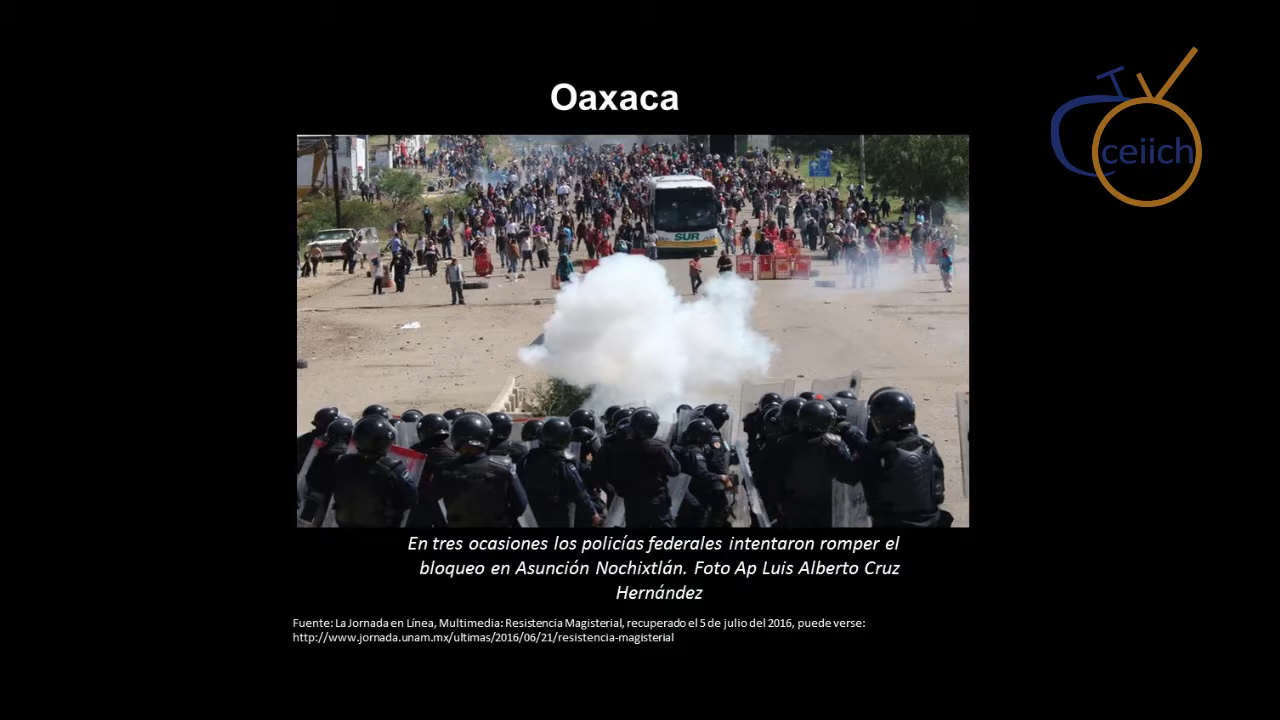 Oaxaca
TV
ceiich
SUR
En tres ocasiones los policías federales intentaron romper el
bloqueo en Asunción Nochixtlán. Foto Ap Luis Alberto Cruz
Hernández
Fuente: La Jornada en Línea, Multimedia: Resistencia Magisterial, recuperado el 5 de julio del 2016, puede verse:
http://www.jornada.unam.mx/ultimas/2016/06/21/resistencia-magisterial